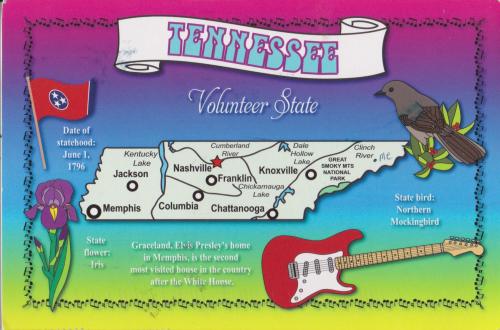 TENNESSEE
Volunteer State
Date of
statehood:
June 1,
1796
Kentucky
Lake
Cumberland
River
Dale
Hollow
Lake
Clinch
River
me
Nashville
Knoxville
GREAT
SMOKY MTS
NATIONAL
PARK
Jackson
Franklin
Chickamauga
Lake
Memphis
Columbia
Chattanooga
State bird:
Northern
Mockingbird
State
flower:
Iris
Graceland, Elvis Presley's home
in Memphis, is the second
most visited house in the country
after the White House.